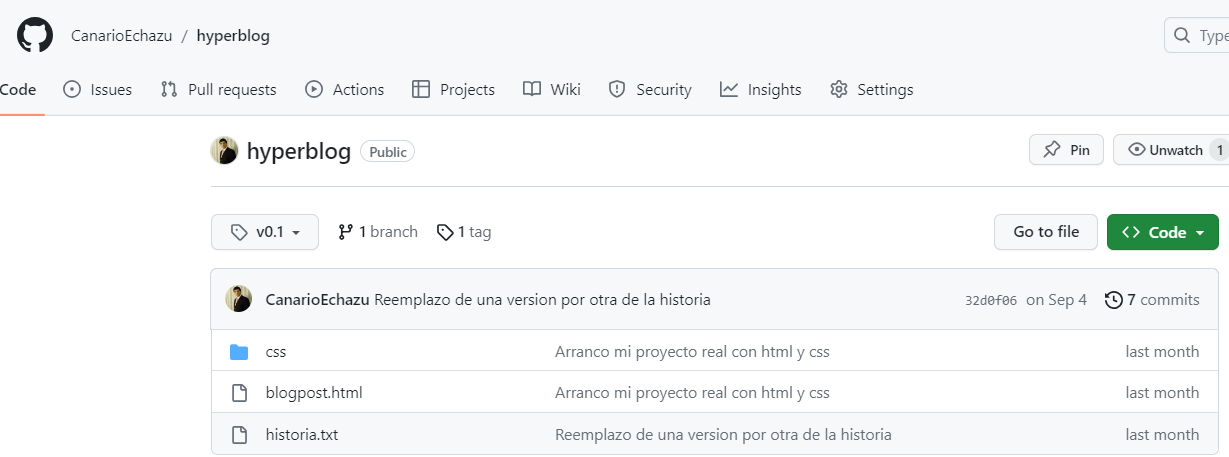 CanarioEchazu / hyperblog
Type
Code Issues Pull requests Actions Projects Wiki Security Insights Settings
hyperblog Public
Pin Unwatch 1
v0.1 1 branch 1 tag Go to file Code
CanarioEchazu Reemplazo de una version por otra de la historia 32d0f06 on Sep 4 7 commits
css Arranco mi proyecto real con html y css last month
blogpost.html Arranco mi proyecto real con html y css last month
historia.txt Reemplazo de una version por otra de la historia last month